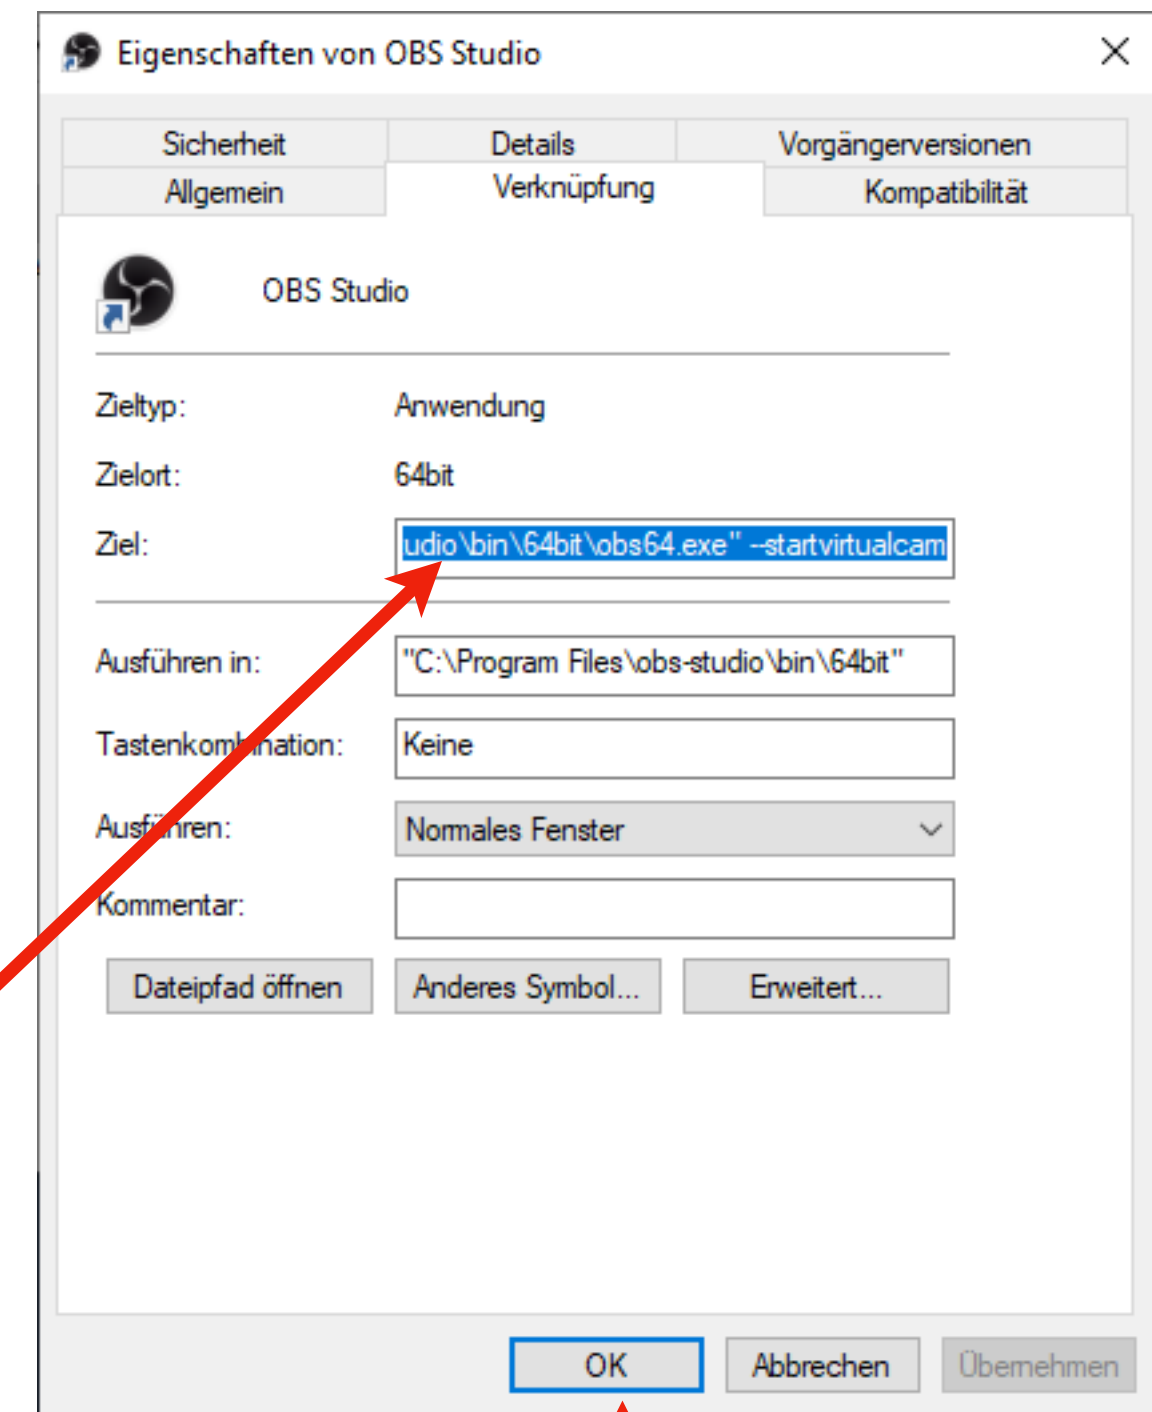 Eigenschaften von OBS Studio
Sicherheit Details Vorgängerversionen
Allgemein Verknüpfung Kompatibilität
OBS Studio
Zieltyp: Anwendung
Zielort: 64bit
Ziel: udio\bin\64bit\obs64.exe" --startvirtualcam
Ausführen in: "C:\Program Files\obs-studio\bin\64bit"
Tastenkombination: Keine
Ausführen: Normales Fenster
Kommentar:
Dateipfad öffnen Anderes Symbol... Erweitert...
OK Abbrechen Übernehmen